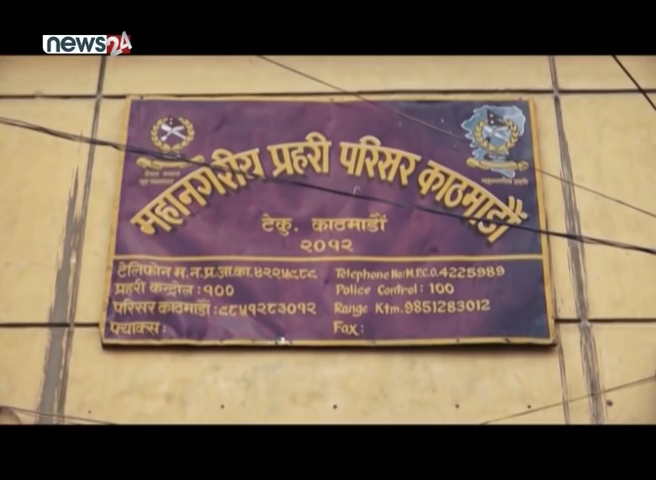 news24
महानगरीय प्रहरी परिसर काठमाडौं
टेकु, काठमाडौं
२०१२
टेलिफोन म.न.प्र.आ.का.४२२५९८९
Telephone No:M.P.C.O.4225989
प्रहरी कन्ट्रोल : १००
Police Control: 100
परिसर काठमाडौं : ९८५१२८३०१२
Range Ktm.9851283012
फ्याक्स :
Fax: